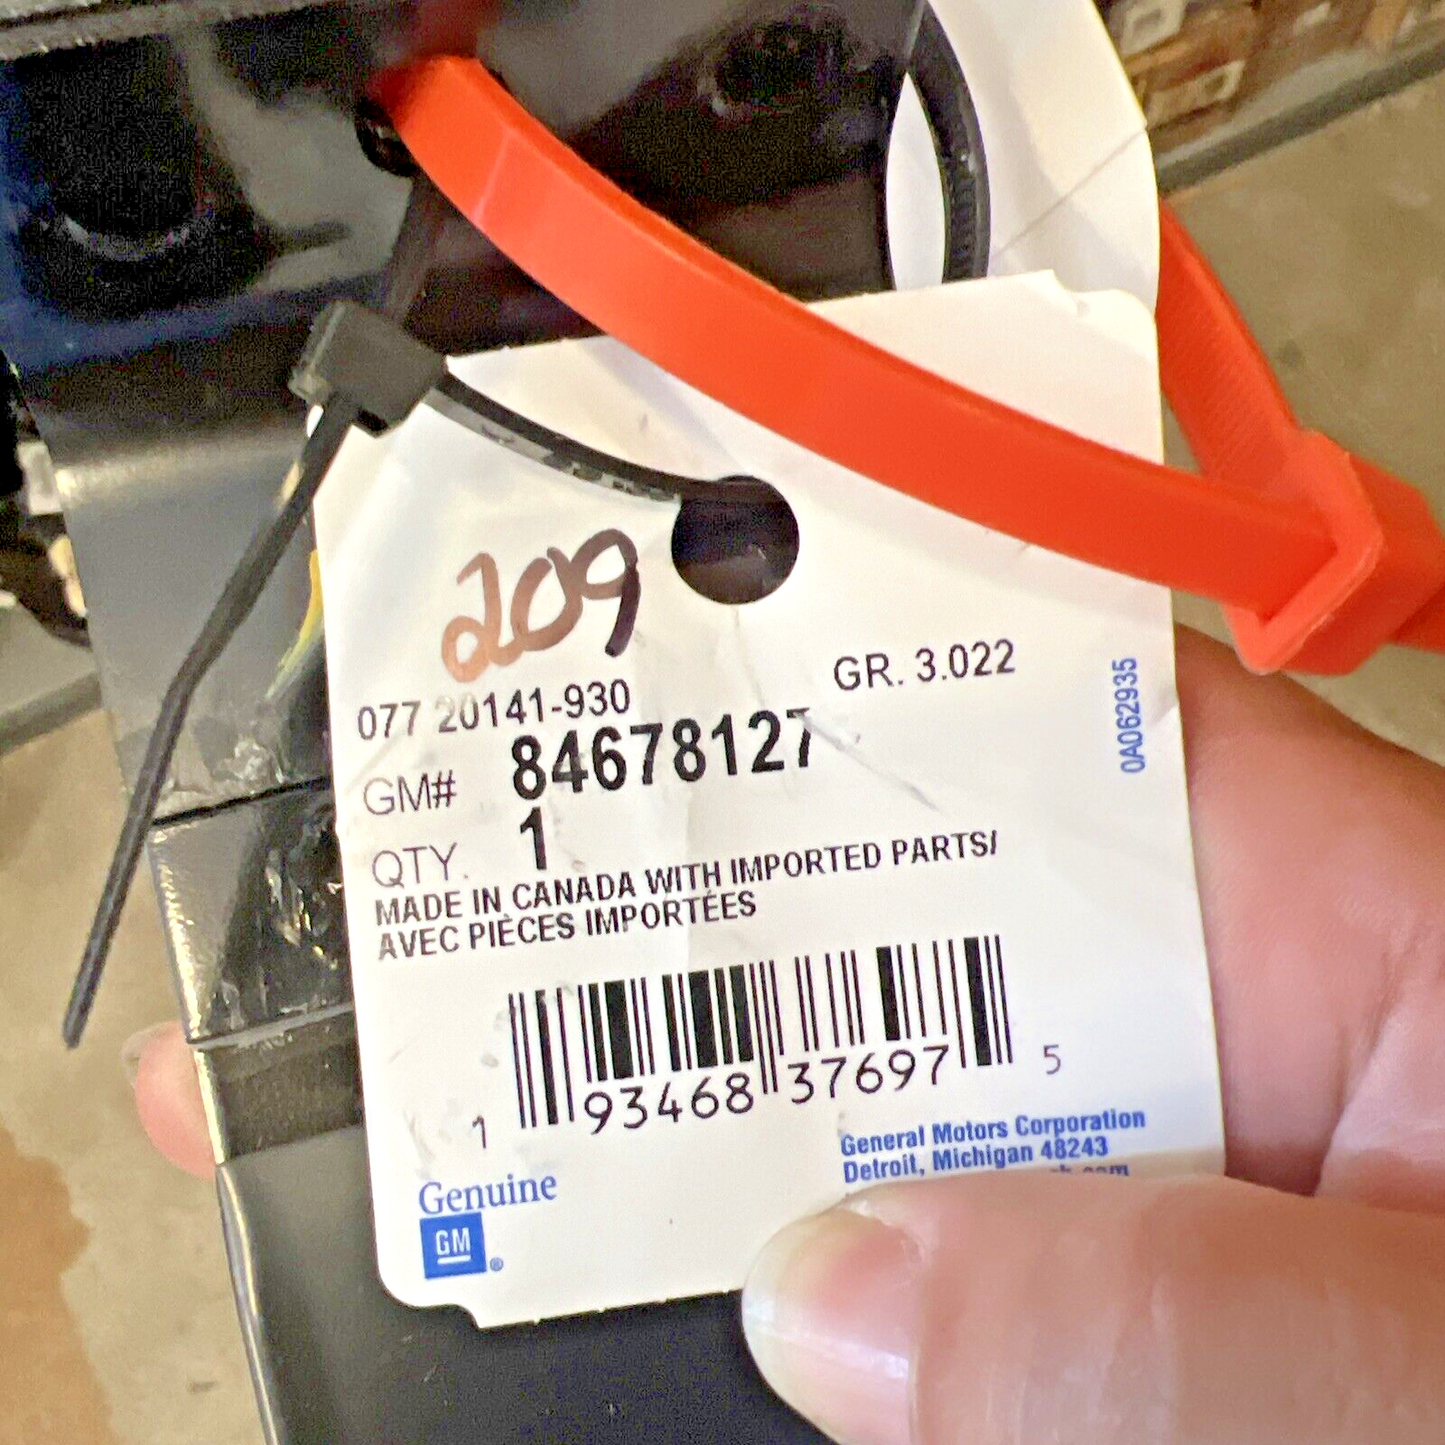 209
077 20141-930
GR. 3.022
GM# 84678127
QTY. 1
MADE IN CANADA WITH IMPORTED PARTS/
AVEC PIÈCES IMPORTÉES
0A062935
1 93468 37697 5
Genuine
GM®
General Motors Corporation
Detroit, Michigan 48243